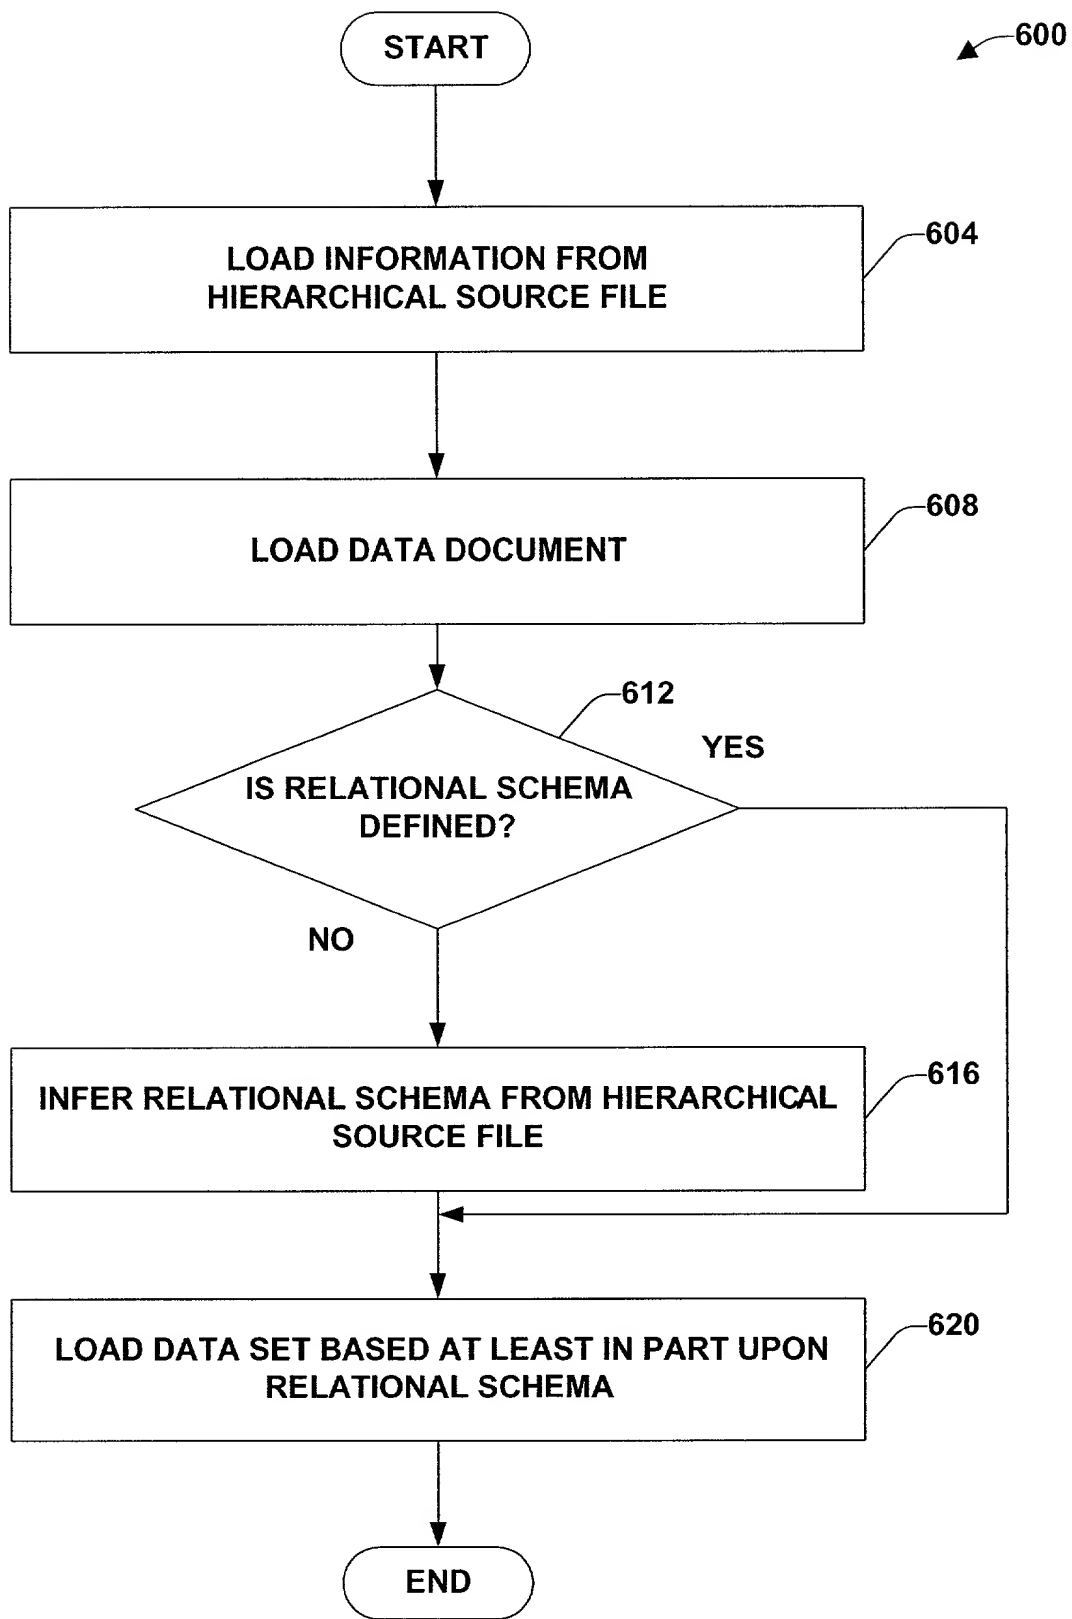 START
600
LOAD INFORMATION FROM
HIERARCHICAL SOURCE FILE
604
LOAD DATA DOCUMENT
608
612
YES
IS RELATIONAL SCHEMA
DEFINED?
NO
INFER RELATIONAL SCHEMA FROM HIERARCHICAL
SOURCE FILE
616
LOAD DATA SET BASED AT LEAST IN PART UPON
RELATIONAL SCHEMA
620
END